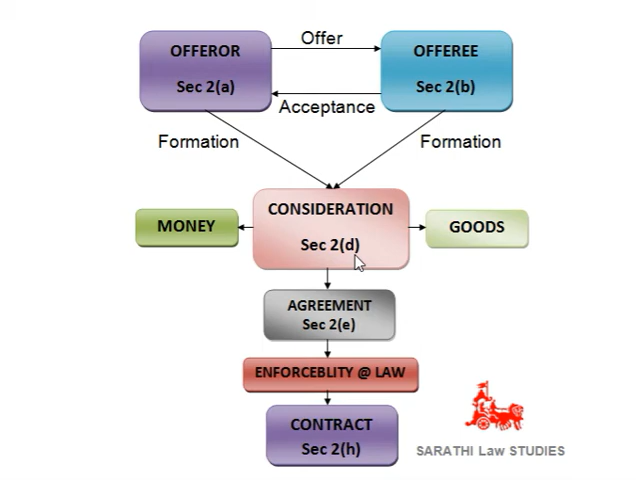 OFFEROR
Sec 2(a)
Offer
OFFEREE
Sec 2(b)
Acceptance
Formation
Formation
CONSIDERATION
Sec 2(d)
MONEY
GOODS
AGREEMENT
Sec 2(e)
ENFORCEBLITY @ LAW
CONTRACT
Sec 2(h)
SARATHI Law STUDIES